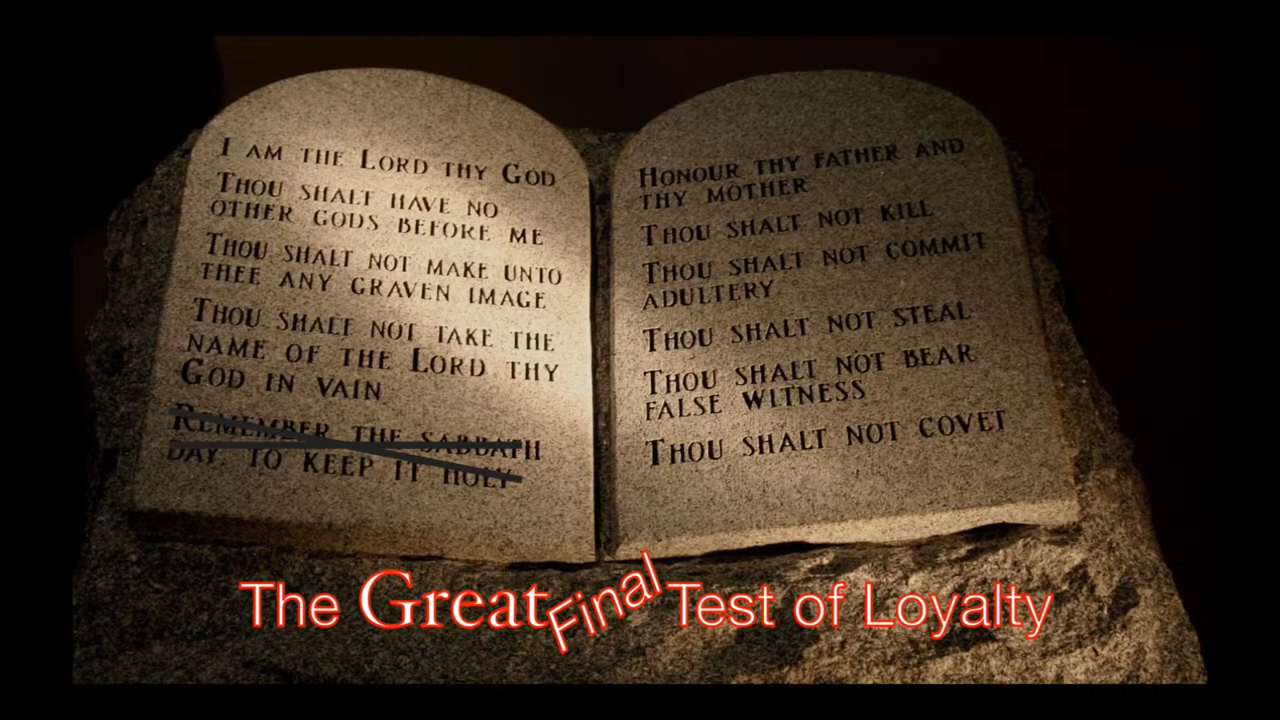 I AM THE LORD THY GOD
THOU SHALT HAVE NO
OTHER GODS BEFORE ME
THOU SHALT NOT MAKE UNTO
THEE ANY GRAVEN IMAGE
THOU SHALT NOT TAKE THE
NAME OF THE LORD THY
GOD IN VAIN
REMEMBER THE SABBATH
DAY, TO KEEP IT HOLY
HONOUR THY FATHER AND
THY MOTHER
THOU SHALT NOT KILL
THOU SHALT NOT COMMIT
ADULTERY
THOU SHALT NOT STEAL
THOU SHALT NOT BEAR
FALSE WITNESS
THOU SHALT NOT COVET
The Great Final Test of Loyalty